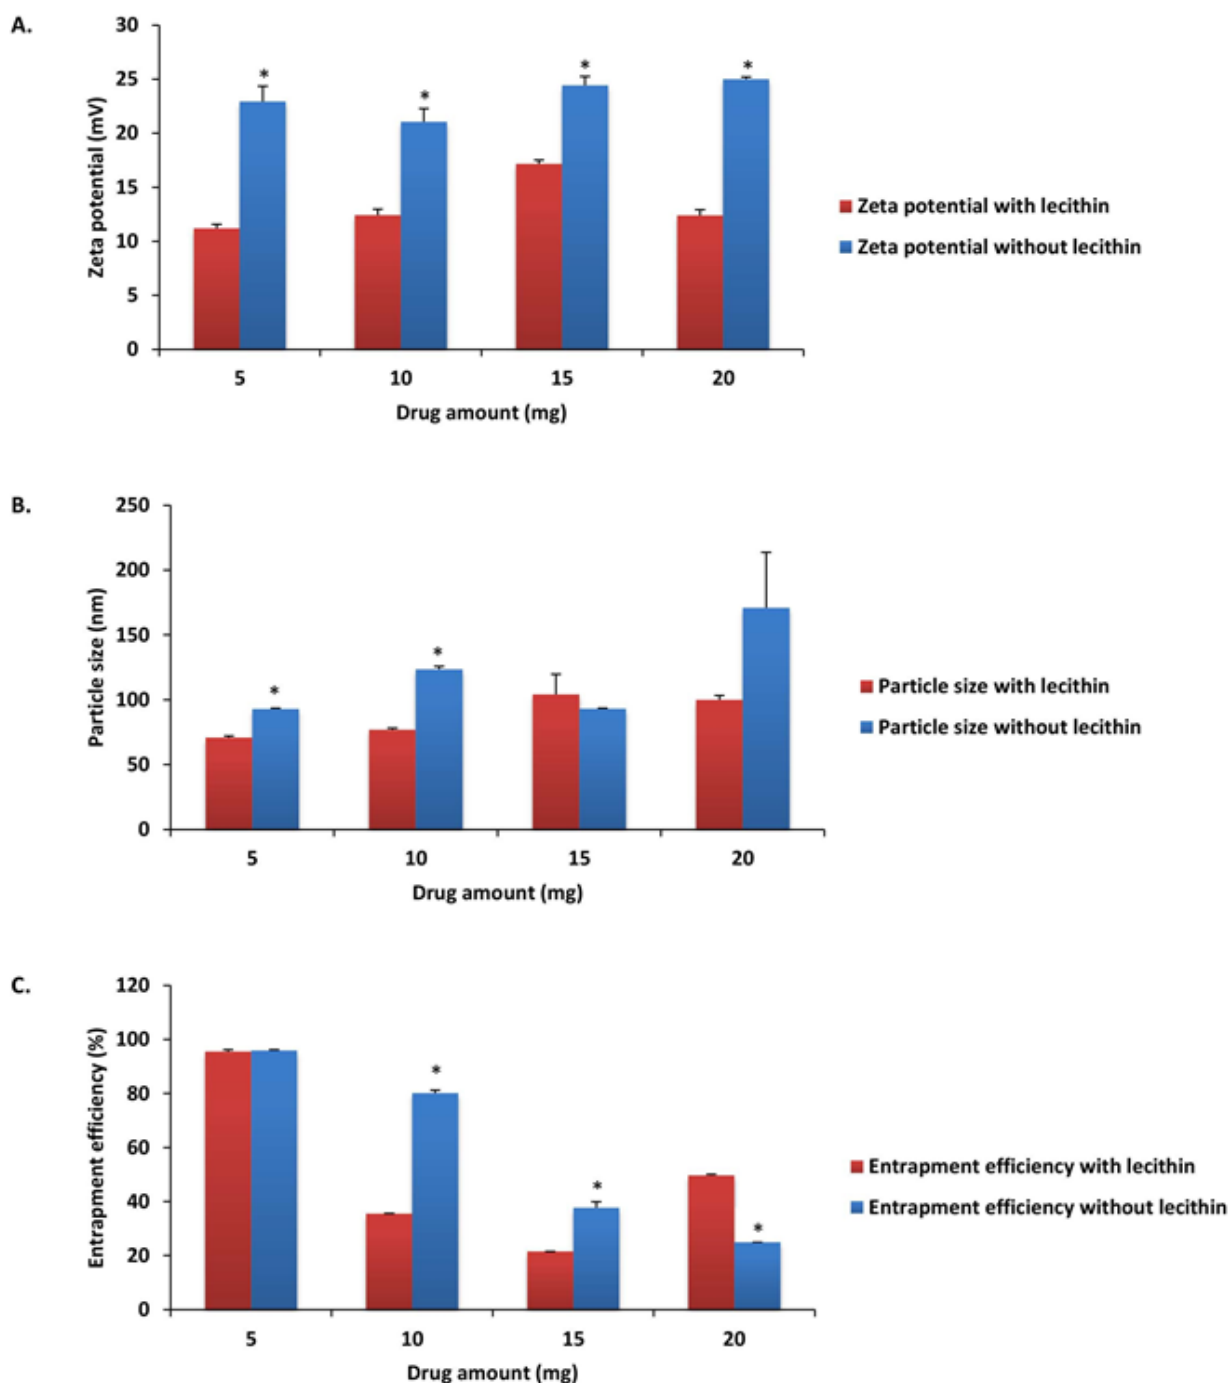 A.
30
25
20
15
10
5
0
Zeta potential (mV)
*
*
*
*
5 10 15 20
Drug amount (mg)
Zeta potential with lecithin
Zeta potential without lecithin
B.
250
200
150
100
50
0
Particle size (nm)
*
*
5 10 15 20
Drug amount (mg)
Particle size with lecithin
Particle size without lecithin
C.
120
100
80
60
40
20
0
Entrapment efficiency (%)
*
*
*
5 10 15 20
Drug amount (mg)
Entrapment efficiency with lecithin
Entrapment efficiency without lecithin